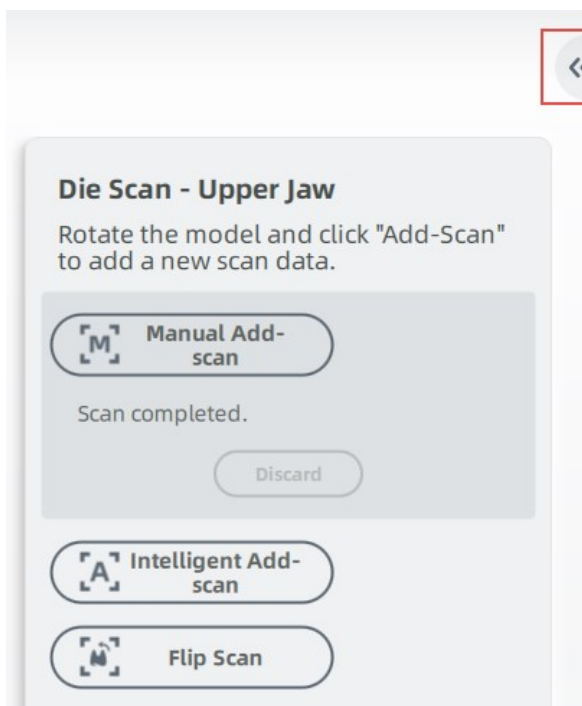 Die Scan - Upper Jaw
Rotate the model and click "Add-Scan"
to add a new scan data.
M
Manual Add-
scan
Scan completed.
Discard
A
Intelligent Add-
scan
Flip Scan